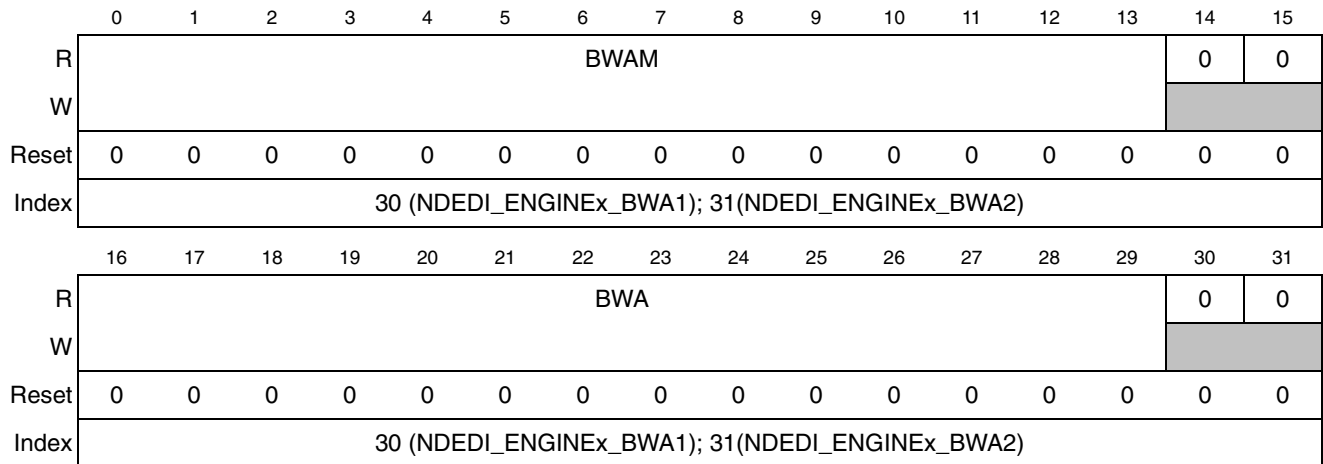 0 1 2 3 4 5 6 7 8 9 10 11 12 13 14 15
R BWAM 0 0
W
Reset 0 0 0 0 0 0 0 0 0 0 0 0 0 0 0 0
Index 30 (NDEDI_ENGINEx_BWA1); 31(NDEDI_ENGINEx_BWA2)
16 17 18 19 20 21 22 23 24 25 26 27 28 29 30 31
R BWA 0 0
W
Reset 0 0 0 0 0 0 0 0 0 0 0 0 0 0 0 0
Index 30 (NDEDI_ENGINEx_BWA1); 31(NDEDI_ENGINEx_BWA2)